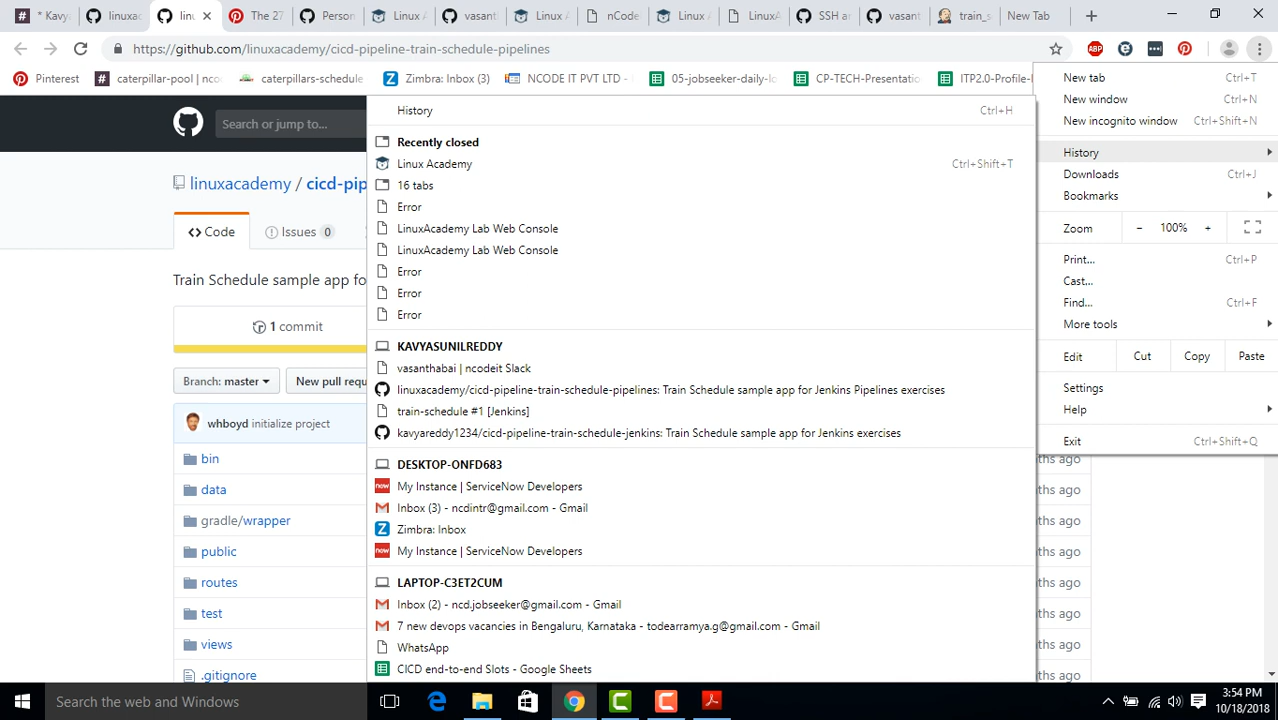 * Kavy
linuxac
linu
The 27
Person
Linux A
vasant
Linux
nCode
Linux A
LinuxA
SSH ar
vasant
train_s
New Tab
https://github.com/linuxacademy/cicd-pipeline-train-schedule-pipelines
ABP
Pinterest
caterpillar-pool | nco
caterpillars-schedule
Zimbra: Inbox (3)
NCODE IT PVT LTD -
05-jobseeker-daily-lo
CP-TECH-Presentatio
ITP2.0-Profile-
Search or jump to...
linuxacademy / cicd-pip
Code
Issues 0
Train Schedule sample app fo
1 commit
Branch: master
New pull requ
whboyd initialize project
bin
data
gradle/wrapper
public
routes
test
views
.gitignore
History Ctrl+H
Recently closed
Linux Academy Ctrl+Shift+T
16 tabs
Error
LinuxAcademy Lab Web Console
LinuxAcademy Lab Web Console
Error
Error
Error
KAVYASUNILREDDY
vasanthabai | ncodeit Slack
linuxacademy/cicd-pipeline-train-schedule-pipelines: Train Schedule sample app for Jenkins Pipelines exercises
train-schedule #1 [Jenkins]
kavyareddy1234/cicd-pipeline-train-schedule-jenkins: Train Schedule sample app for Jenkins exercises
DESKTOP-ONFD683
now My Instance | ServiceNow Developers
Inbox (3) - ncdintr@gmail.com - Gmail
Zimbra: Inbox
now My Instance | ServiceNow Developers
LAPTOP-C3ET2CUM
Inbox (2) - ncd.jobseeker@gmail.com - Gmail
7 new devops vacancies in Bengaluru, Karnataka - todearramya.g@gmail.com - Gmail
WhatsApp
CICD end-to-end Slots - Google Sheets
New tab Ctrl+T
New window Ctrl+N
New incognito window Ctrl+Shift+N
History
Downloads Ctrl+J
Bookmarks
Zoom - 100% +
Print... Ctrl+P
Cast...
Find... Ctrl+F
More tools
Edit Cut Copy Paste
Settings
Help
Exit Ctrl+Shift+Q
ths ago
ths ago
ths ago
ths ago
ths ago
ths ago
ths ago
ths ago
Search the web and Windows
3:54 PM
10/18/2018